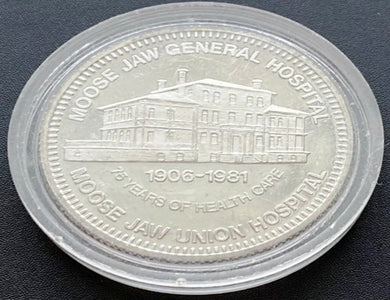 MOOSE JAW GENERAL HOSPITAL
1906-1981
75 YEARS OF HEALTH CARE
MOOSE JAW UNION HOSPITAL